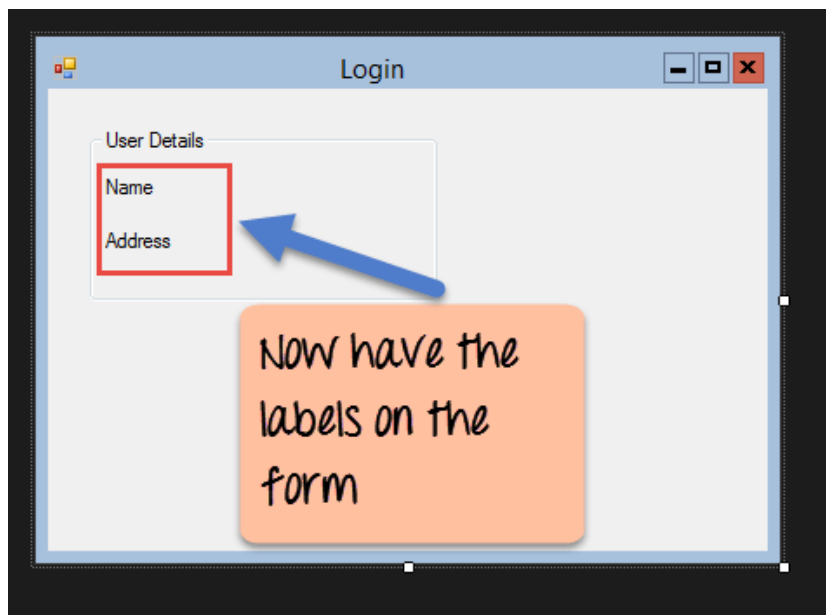 Login
User Details
Name
Address
Now have the
labels on the
form